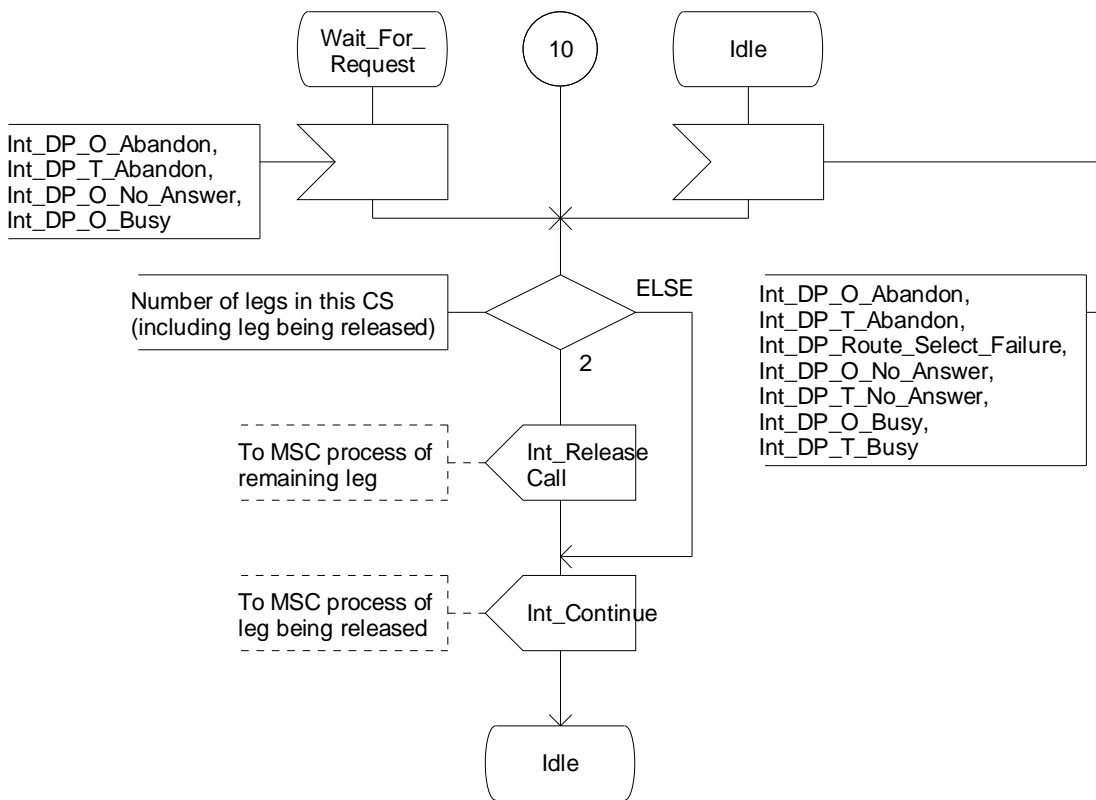 Wait_For_
Request
10
Idle
Int_DP_O_Abandon,
Int_DP_T_Abandon,
Int_DP_O_No_Answer,
Int_DP_O_Busy
Number of legs in this CS
(including leg being released)
ELSE
2
Int_DP_O_Abandon,
Int_DP_T_Abandon,
Int_DP_Route_Select_Failure,
Int_DP_O_No_Answer,
Int_DP_T_No_Answer,
Int_DP_O_Busy,
Int_DP_T_Busy
To MSC process of
remaining leg
Int_Release
Call
To MSC process of
leg being released
Int_Continue
Idle